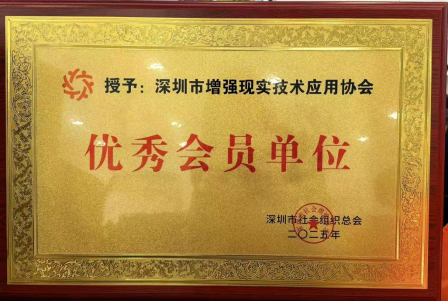 授予：深圳市增强现实技术应用协会
优秀会员单位
深圳市社会组织总会
二〇二五年